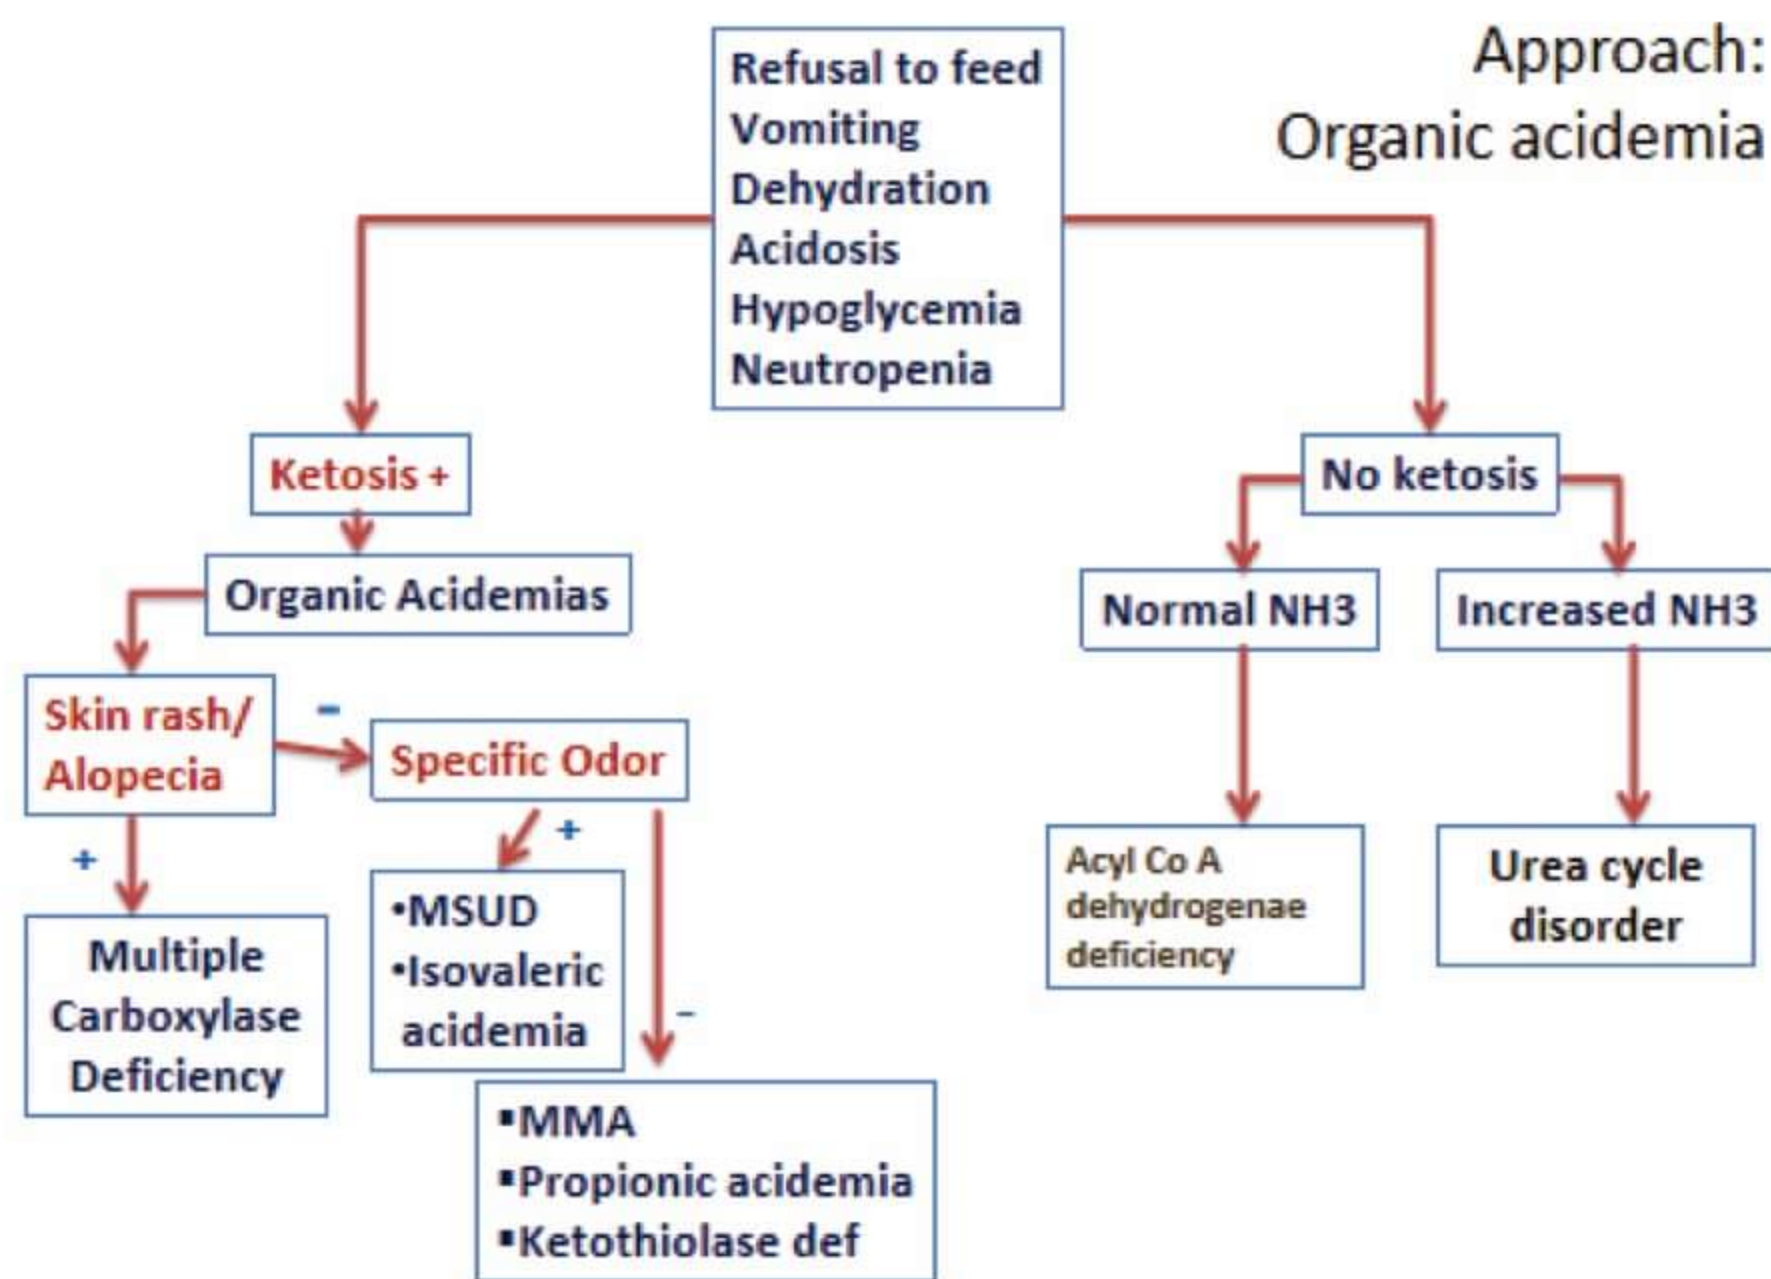 Approach:
Organic acidemia
Refusal to feed
Vomiting
Dehydration
Acidosis
Hypoglycemia
Neutropenia
Ketosis +
No ketosis
Organic Acidemias
Normal NH3
Increased NH3
Skin rash/
Alopecia
-
Specific Odor
+
+
Acyl Co A
dehydrogenae
deficiency
Urea cycle
disorder
Multiple
Carboxylase
Deficiency
•MSUD
•Isovaleric
acidemia
-
▪MMA
▪Propionic acidemia
▪Ketothiolase def